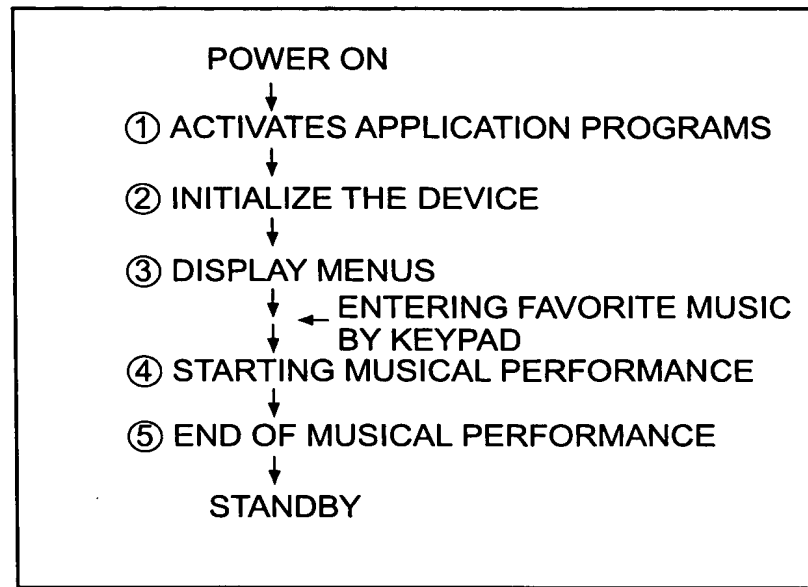 POWER ON
① ACTIVATES APPLICATION PROGRAMS
② INITIALIZE THE DEVICE
③ DISPLAY MENUS
ENTERING FAVORITE MUSIC
BY KEYPAD
④ STARTING MUSICAL PERFORMANCE
⑤ END OF MUSICAL PERFORMANCE
STANDBY